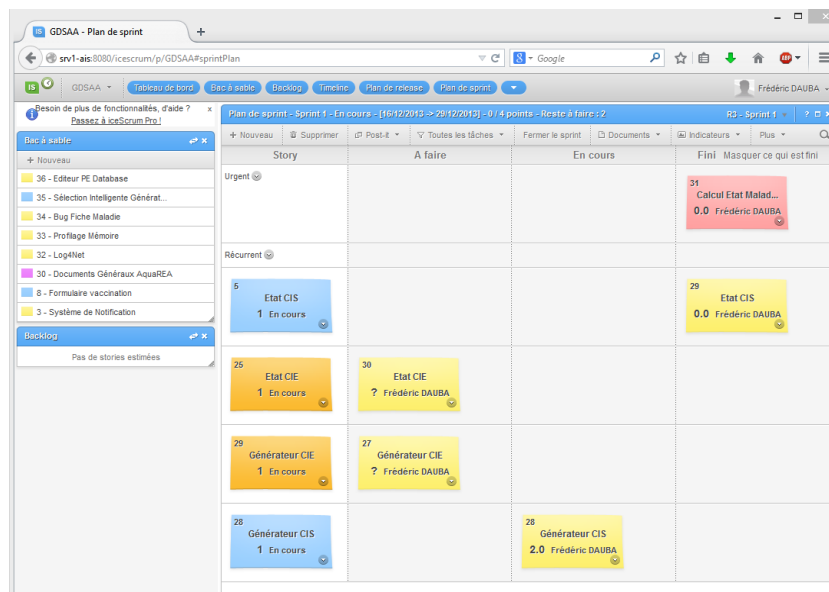 GDSAA - Plan de sprint
srv1-ais:8080/icescrum/p/GDSAA#sprintPlan
Google
GDSAA
Tableau de bord
Bac à sable
Backlog
Timeline
Plan de release
Plan de sprint
Frédéric DAUBA
Besoin de plus de fonctionnalités, d'aide ?
Passez à iceScrum Pro !
Bac à sable
+ Nouveau
36 - Editeur PE Database
35 - Sélection Intelligente Générat...
34 - Bug Fiche Maladie
33 - Profilage Mémoire
32 - Log4Net
30 - Documents Généraux AquaREA
8 - Formulaire vaccination
3 - Système de Notification
Backlog
Pas de stories estimées
Plan de sprint - Sprint 1 - En cours - [16/12/2013 -> 29/12/2013] - 0 / 4 points - Reste à faire : 2
R3 - Sprint 1
+ Nouveau
Supprimer
Post-it
Toutes les tâches
Fermer le sprint
Documents
Indicateurs
Plus
Story
A faire
En cours
Fini
Masquer ce qui est fini
Urgent
31
Calcul Etat Malad...
0.0 Frédéric DAUBA
Récurrent
5
Etat CIS
1 En cours
29
Etat CIS
0.0 Frédéric DAUBA
25
Etat CIE
1 En cours
30
Etat CIE
? Frédéric DAUBA
29
Générateur CIE
1 En cours
27
Générateur CIE
? Frédéric DAUBA
28
Générateur CIS
1 En cours
28
Générateur CIS
2.0 Frédéric DAUBA